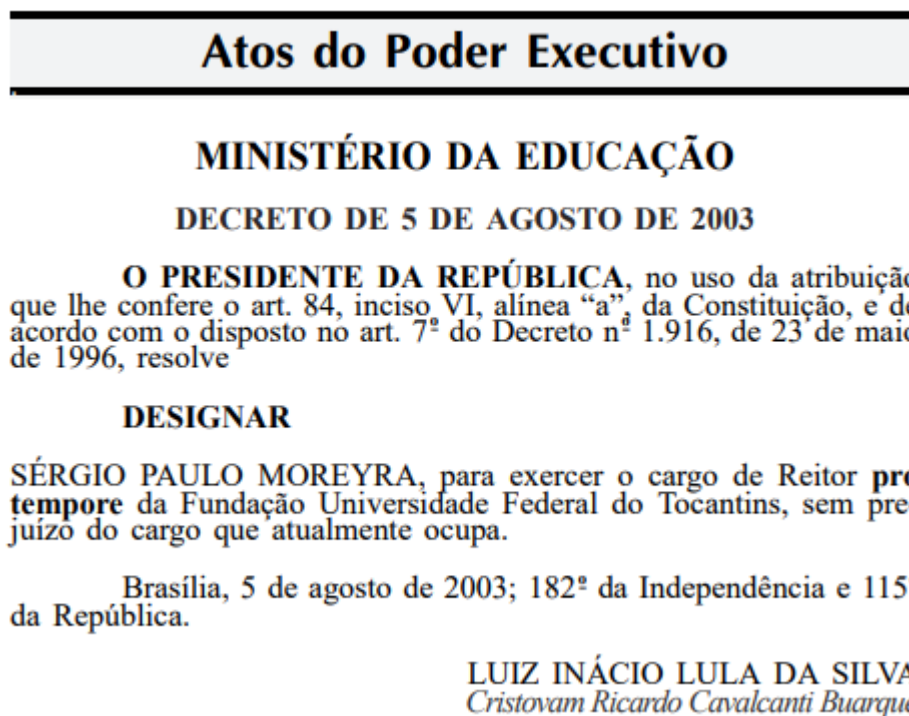 Atos do Poder Executivo
MINISTÉRIO DA EDUCAÇÃO
DECRETO DE 5 DE AGOSTO DE 2003
O PRESIDENTE DA REPÚBLICA, no uso da atribuição
que lhe confere o art. 84, inciso VI, alínea “a”, da Constituição, e de
acordo com o disposto no art. 7º do Decreto nº 1.916, de 23 de maio
de 1996, resolve
DESIGNAR
SÉRGIO PAULO MOREYRA, para exercer o cargo de Reitor pro
tempore da Fundação Universidade Federal do Tocantins, sem pre
juízo do cargo que atualmente ocupa.
Brasília, 5 de agosto de 2003; 182º da Independência e 115
da República.
LUIZ INÁCIO LULA DA SILVA
Cristovam Ricardo Cavalcanti Buarque